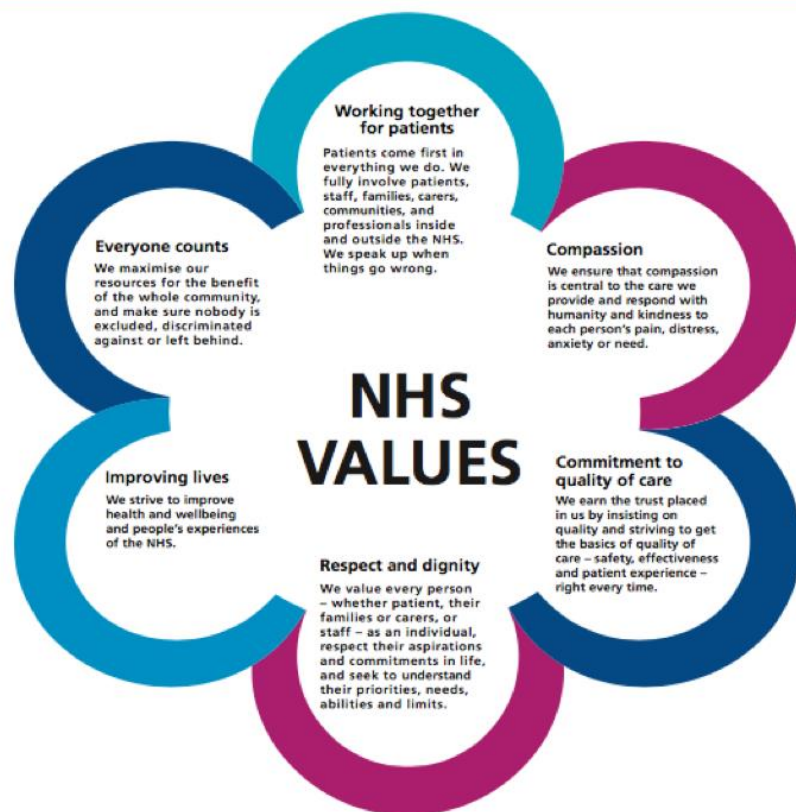 Working together
for patients
Patients come first in
everything we do. We
fully involve patients,
staff, families, carers,
communities, and
professionals inside
and outside the NHS.
We speak up when
things go wrong.
Compassion
We ensure that compassion
is central to the care we
provide and respond with
humanity and kindness to
each person's pain, distress,
anxiety or need.
Everyone counts
We maximise our
resources for the benefit
of the whole community,
and make sure nobody is
excluded, discriminated
against or left behind.
NHS
VALUES
Commitment to
quality of care
We earn the trust placed
in us by insisting on
quality and striving to get
the basics of quality of
care – safety, effectiveness
and patient experience –
right every time.
Improving lives
We strive to improve
health and wellbeing
and people's experiences
of the NHS.
Respect and dignity
We value every person
– whether patient, their
families or carers, or
staff – as an individual,
respect their aspirations
and commitments in life,
and seek to understand
their priorities, needs,
abilities and limits.